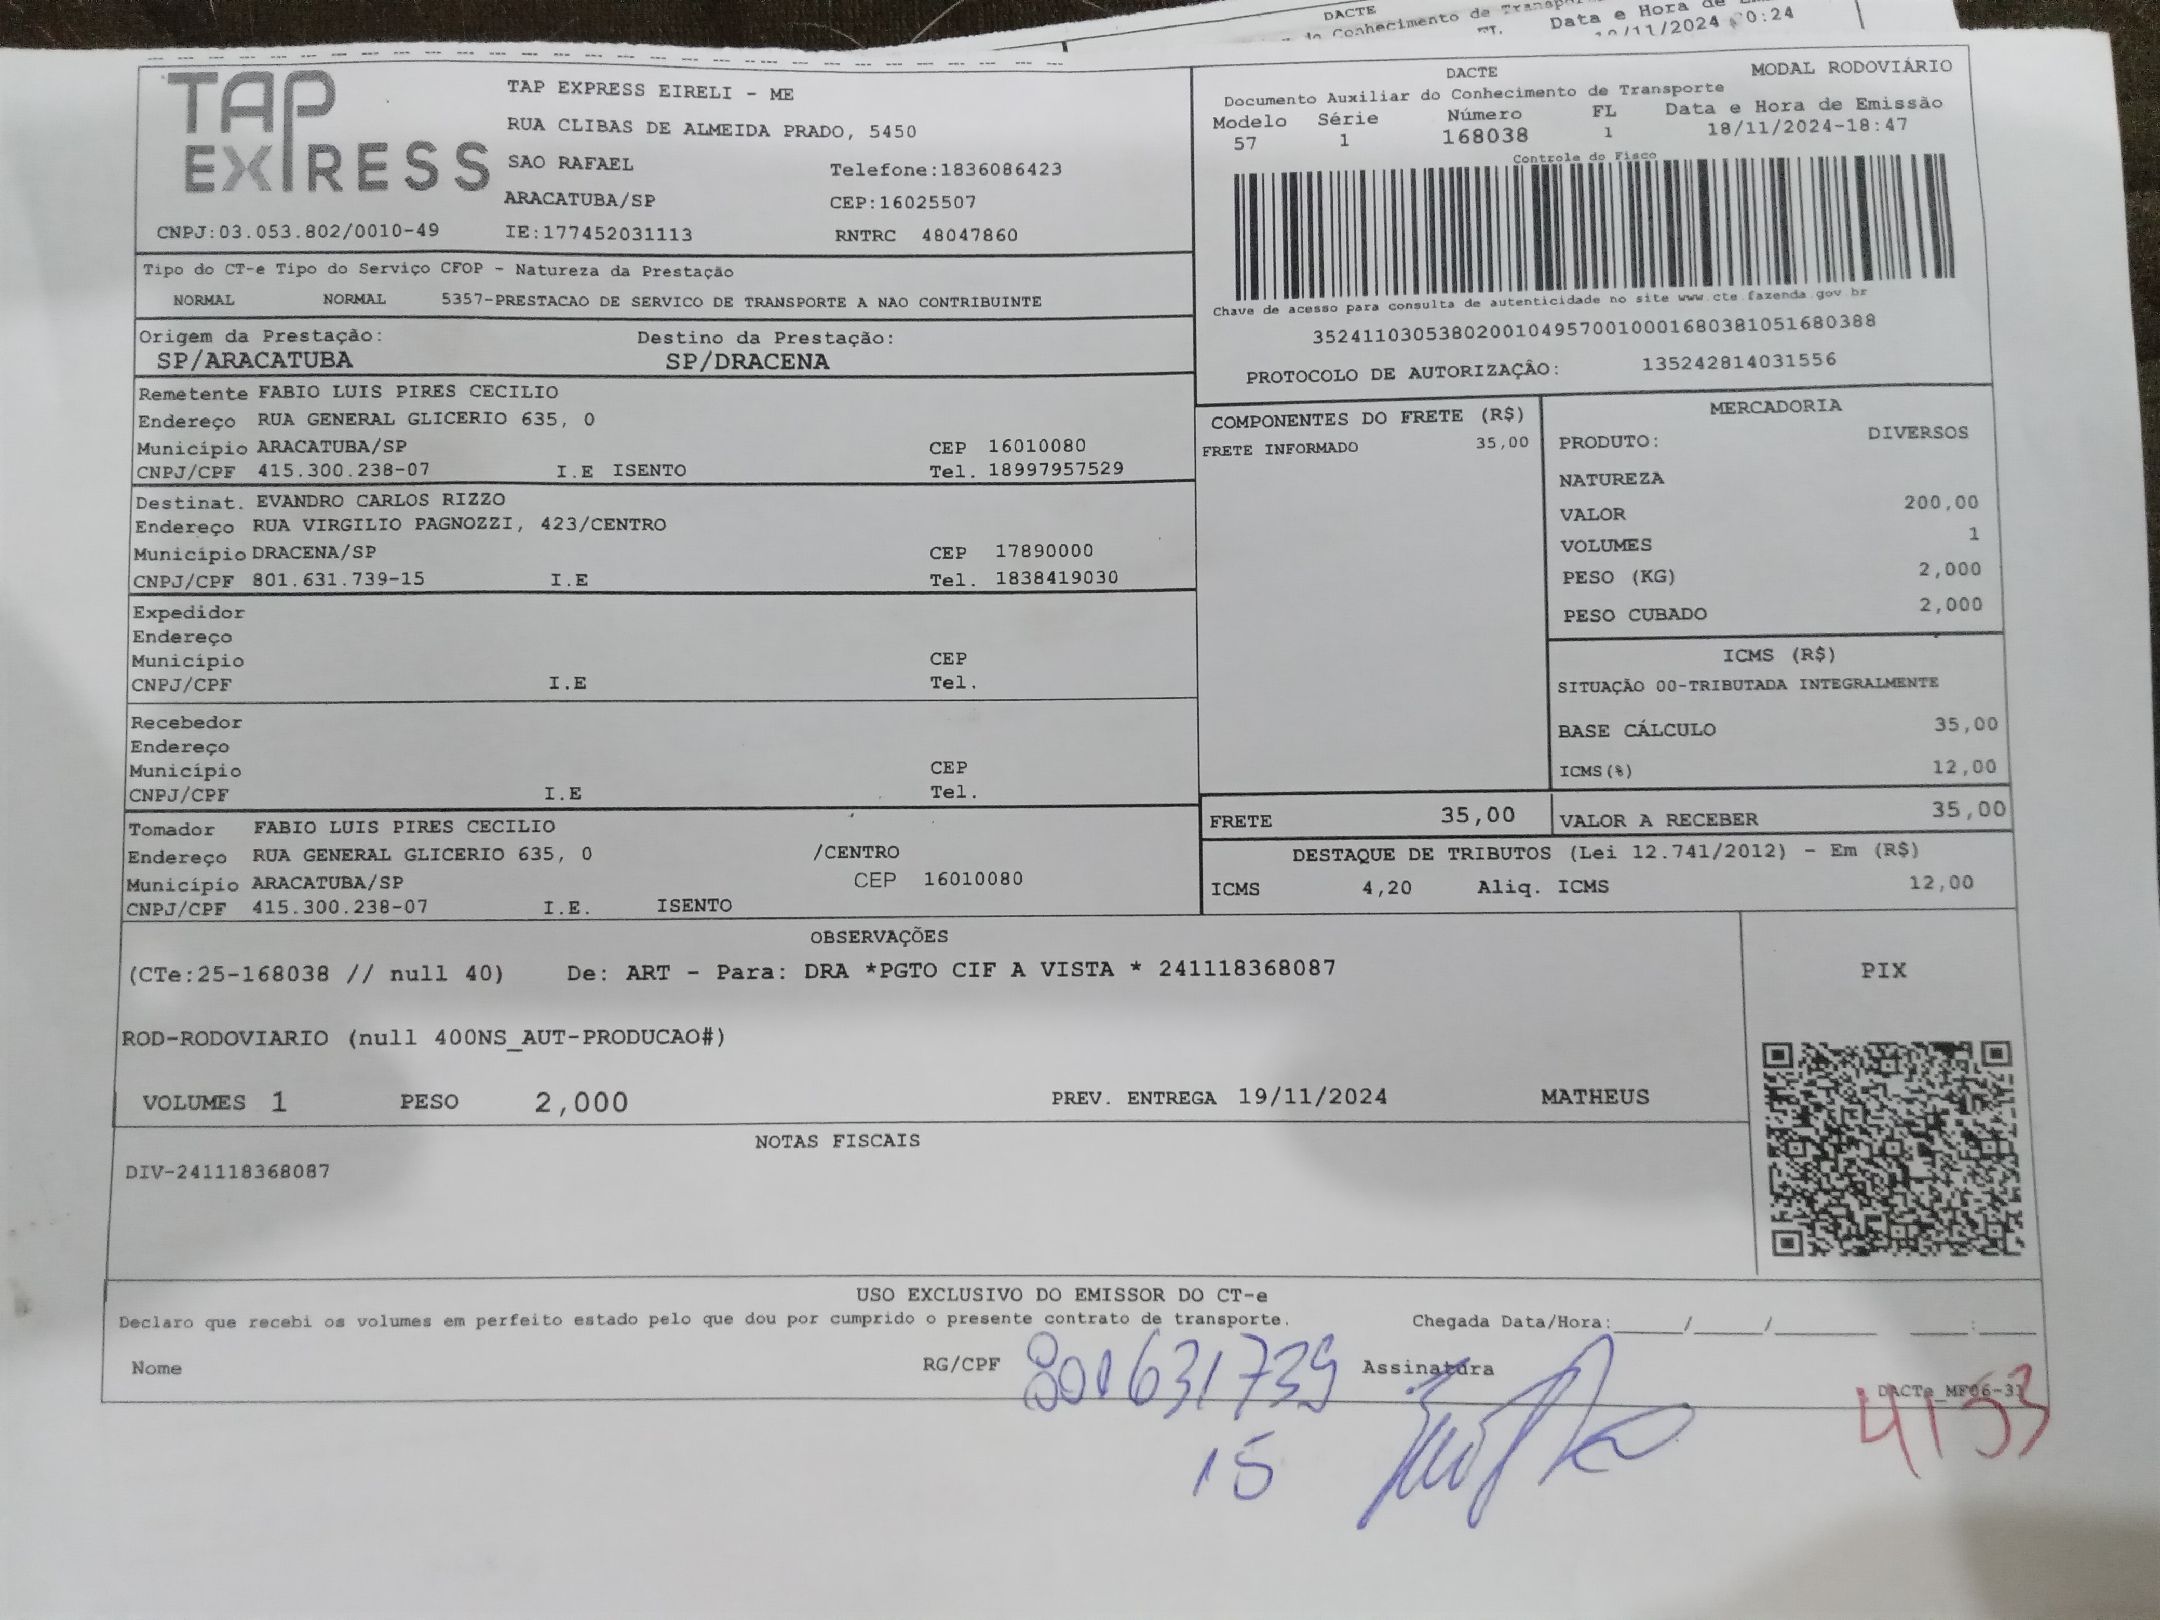 DACTE
Conhecimento de Transpor
Data e Hora de
/11/2024 0:24
TAP
EXPRESS
TAP EXPRESS EIRELI - ME
RUA CLIBAS DE ALMEIDA PRADO, 5450
SAO RAFAEL Telefone:1836086423
ARACATUBA/SP CEP:16025507
CNPJ:03.053.802/0010-49 IE:177452031113 RNTRC 48047860
DACTE MODAL RODOVIÁRIO
Documento Auxiliar do Conhecimento de Transporte
Modelo Série Número FL Data e Hora de Emissão
57 1 168038 1 18/11/2024-18:47
Controle do Fisco
Chave de acesso para consulta de autenticidade no site www.cte.fazenda.gov.br
35241103053802001049570010001680381051680388
PROTOCOLO DE AUTORIZAÇÂO: 135242814031556
Tipo do CT-e Tipo do Serviço CFOP - Natureza da Prestação
NORMAL NORMAL 5357-PRESTACAO DE SERVICO DE TRANSPORTE A NAO CONTRIBUINTE
Origem da Prestação: Destino da Prestação:
SP/ARACATUBA SP/DRACENA
Remetente FABIO LUIS PIRES CECILIO
Endereço RUA GENERAL GLICERIO 635, 0
Município ARACATUBA/SP CEP 16010080
CNPJ/CPF 415.300.238-07 I.E ISENTO Tel. 18997957529
Destinat. EVANDRO CARLOS RIZZO
Endereço RUA VIRGILIO PAGNOZZI, 423/CENTRO
Município DRACENA/SP CEP 17890000
CNPJ/CPF 801.631.739-15 I.E Tel. 1838419030
Expedidor
Endereço
Município CEP
CNPJ/CPF I.E Tel.
Recebedor
Endereço
Município CEP
CNPJ/CPF I.E Tel.
Tomador FABIO LUIS PIRES CECILIO
Endereço RUA GENERAL GLICERIO 635, 0 /CENTRO
Município ARACATUBA/SP CEP 16010080
CNPJ/CPF 415.300.238-07 I.E. ISENTO
COMPONENTES DO FRETE (R$)
FRETE INFORMADO 35,00
MERCADORIA
PRODUTO: DIVERSOS
NATUREZA
VALOR 200,00
VOLUMES 1
PESO (KG) 2,000
PESO CUBADO 2,000
ICMS (R$)
SITUAÇÃO 00-TRIBUTADA INTEGRALMENTE
BASE CÁLCULO 35,00
ICMS(%) 12,00
FRETE 35,00 VALOR A RECEBER 35,00
DESTAQUE DE TRIBUTOS (Lei 12.741/2012) - Em (R$)
ICMS 4,20 Aliq. ICMS 12,00
OBSERVAÇÕES
(CTe:25-168038 // null 40) De: ART - Para: DRA *PGTO CIF A VISTA * 241118368087
ROD-RODOVIARIO (null 400NS_AUT-PRODUCAO#)
VOLUMES 1 PESO 2,000 PREV. ENTREGA 19/11/2024 MATHEUS
PIX
NOTAS FISCAIS
DIV-241118368087
USO EXCLUSIVO DO EMISSOR DO CT-e
Declaro que recebi os volumes em perfeito estado pelo que dou por cumprido o presente contrato de transporte. Chegada Data/Hora:_____/_____/_______ ____:____
Nome RG/CPF 801631739 Assinatura
15
DACTe_MF06-31
4153